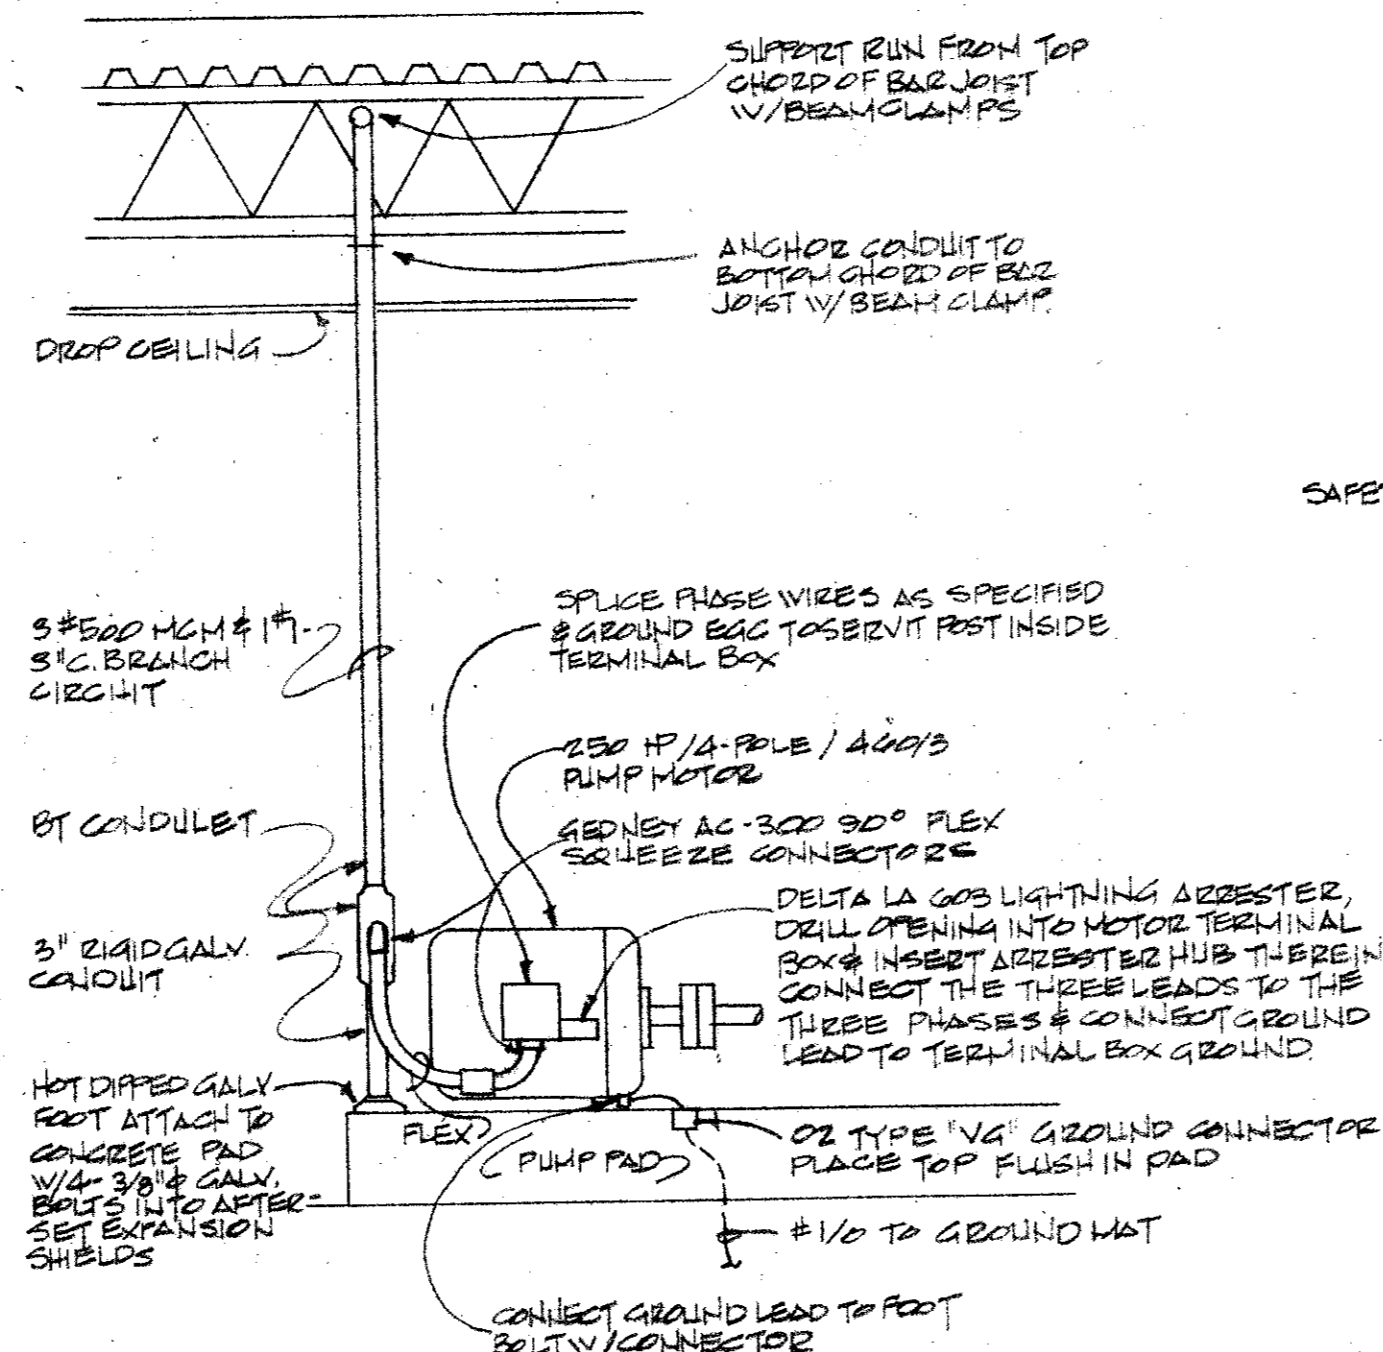 SUPPORT RUN FROM TOP
CHORD OF BAR JOIST
W/BEAM CLAMPS
ANCHOR CONDUIT TO
BOTTOM CHORD OF BAR
JOIST W/BEAM CLAMP.
DROP CEILING
SAFE
3 #500 MCM & 1#1-
3"C. BRANCH
CIRCUIT
SPLICE PHASE WIRES AS SPECIFIED
& GROUND EGC TO SERVIT POST INSIDE
TERMINAL BOX
250 HP/4-POLE/460/3
PUMP MOTOR
BT CONDULET
GEDNEY AC-300 90° FLEX
SQUEEZE CONNECTORS
DELTA LA 603 LIGHTNING ARRESTER,
DRILL OPENING INTO MOTOR TERMINAL
BOX & INSERT ARRESTER HUB THEREIN
CONNECT THE THREE LEADS TO THE
THREE PHASES & CONNECT GROUND
LEAD TO TERMINAL BOX GROUND.
3" RIGID GALV.
CONDUIT
HOT DIPPED GALV
FOOT ATTACH TO
CONCRETE PAD
W/4-3/8"φ GALV.
BOLTS INTO AFTER-
SET EXPANSION
SHIELDS
FLEX
PUMP PAD
OZ TYPE "VG" GROUND CONNECTOR
PLACE TOP FLUSH IN PAD
#1/0 TO GROUND MAT
CONNECT GROUND LEAD TO FOOT
BOLT W/CONNECTOR